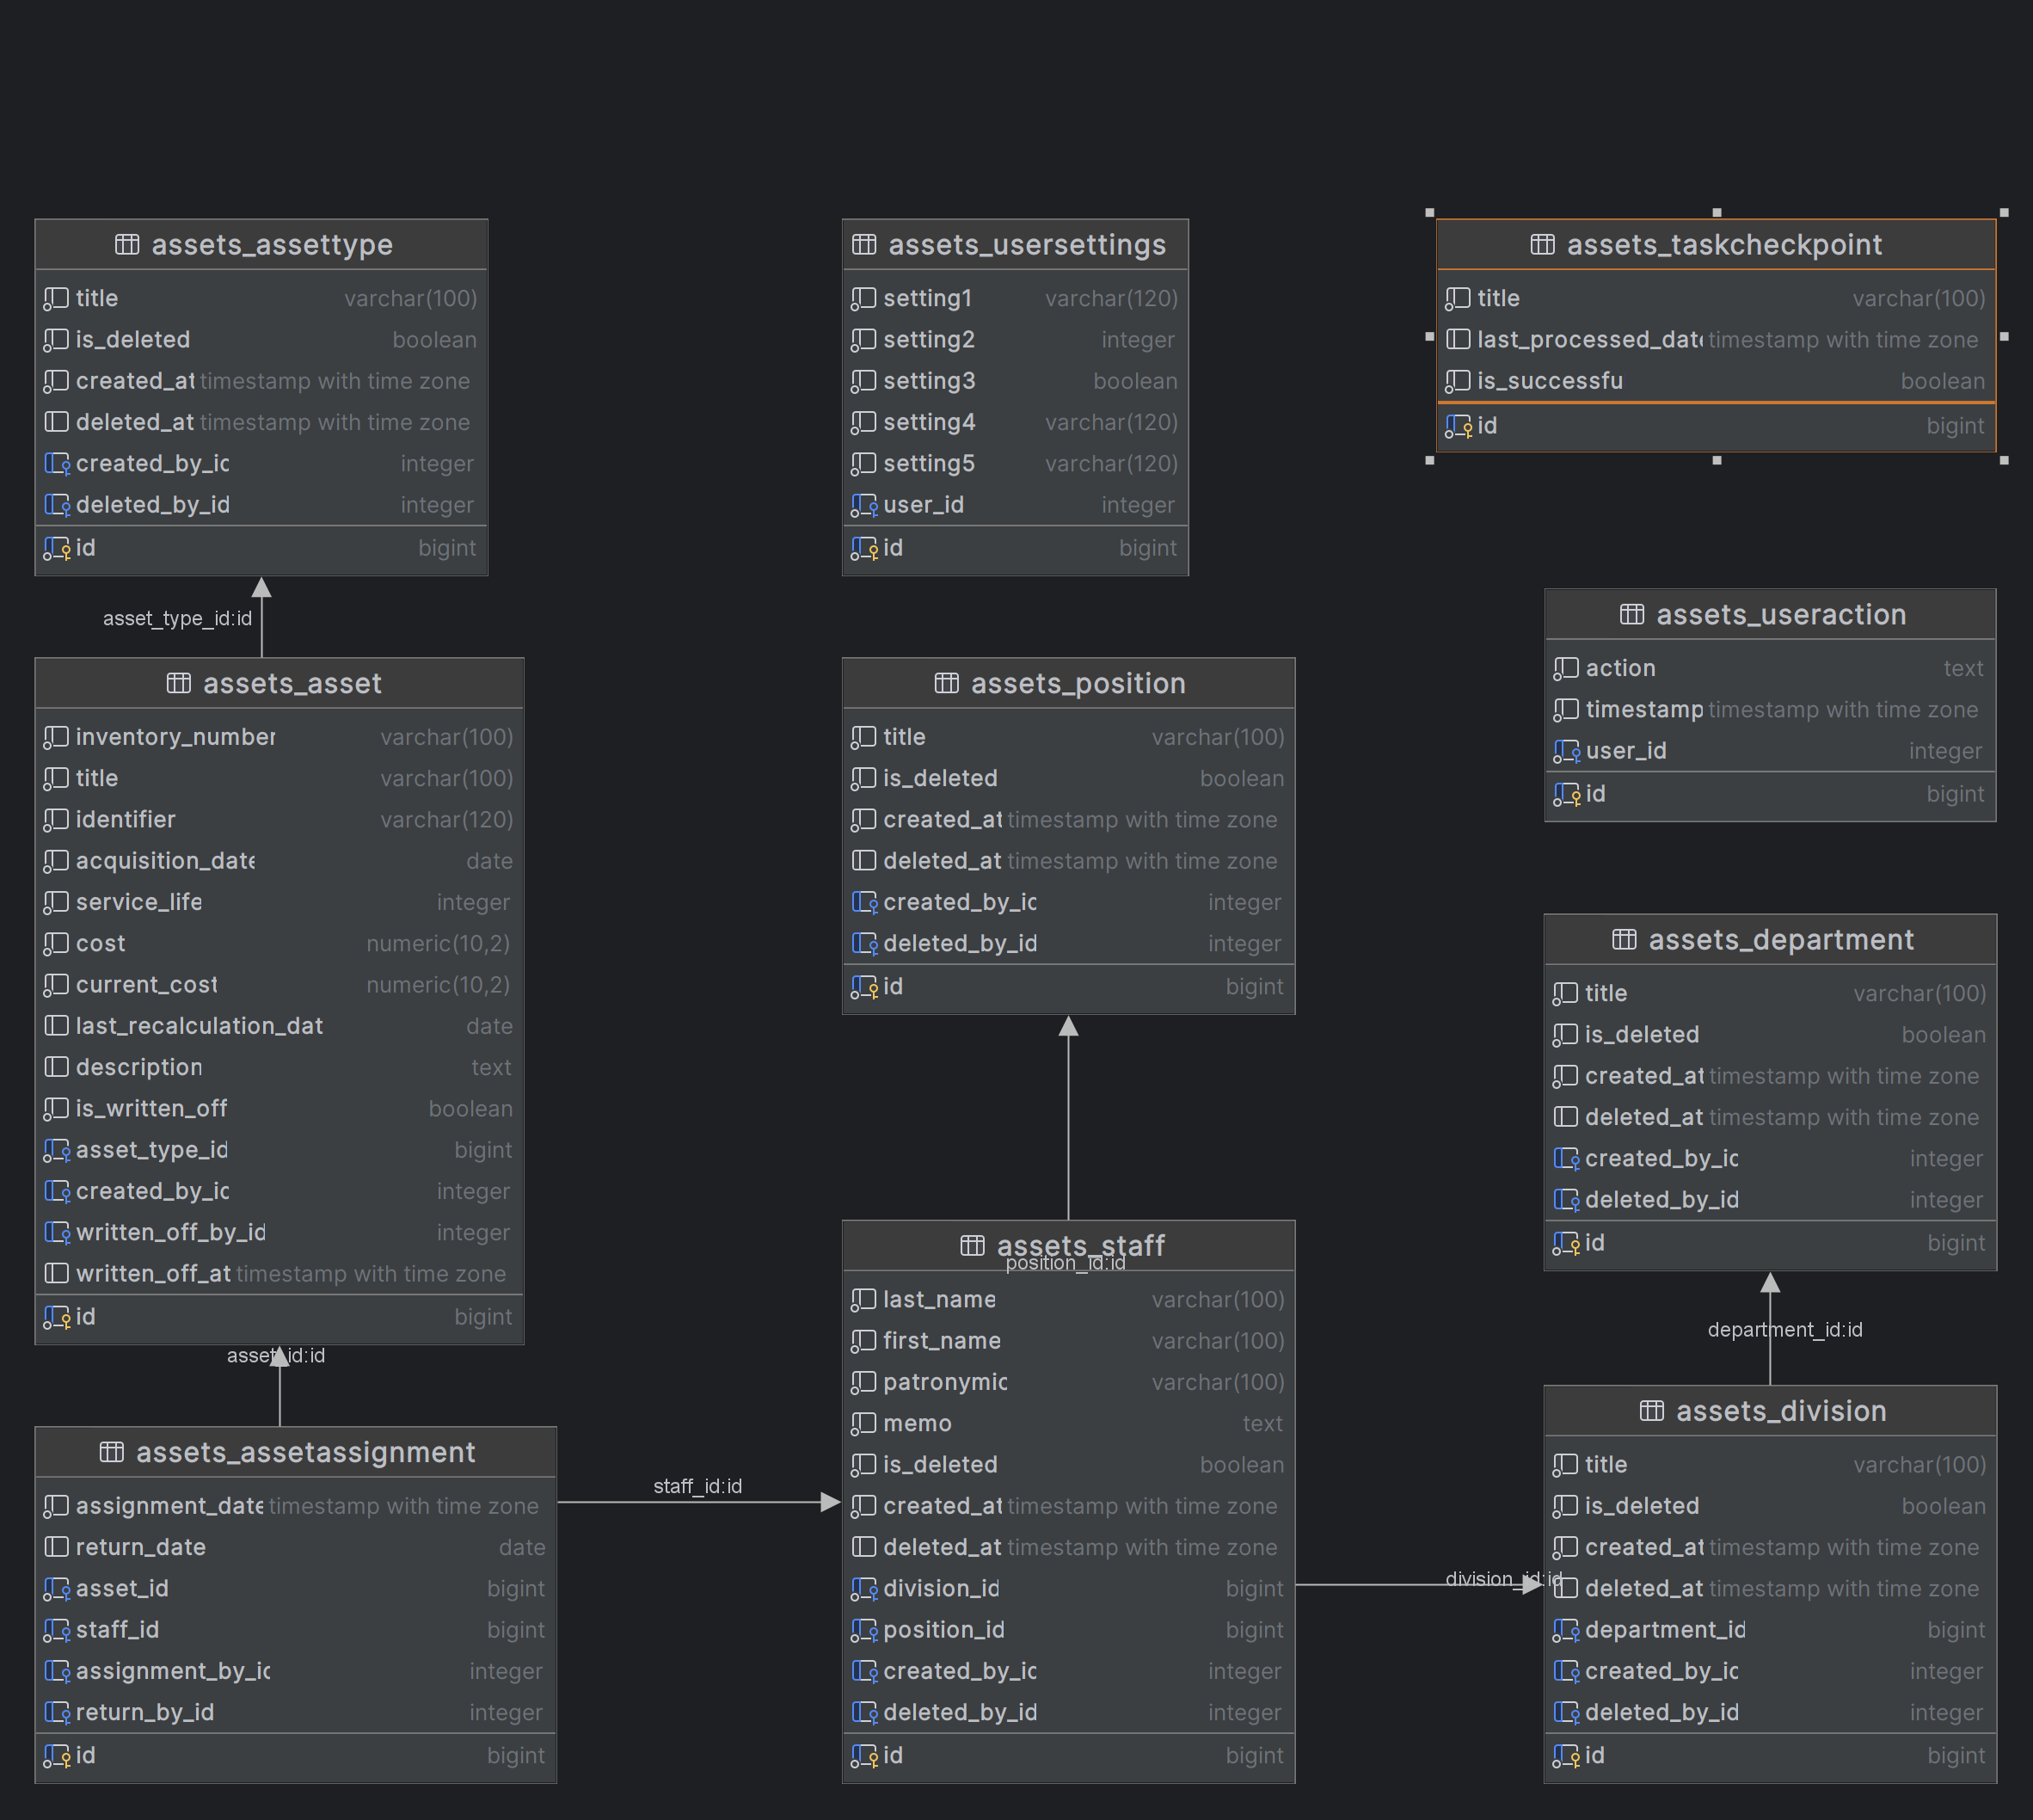 assets_assettype
title varchar(100)
is_deleted boolean
created_at timestamp with time zone
deleted_at timestamp with time zone
created_by_ic integer
deleted_by_id integer
id bigint
asset_type_id:id
assets_asset
inventory_number varchar(100)
title varchar(100)
identifier varchar(120)
acquisition_date date
service_life integer
cost numeric(10,2)
current_cost numeric(10,2)
last_recalculation_dat date
description text
is_written_off boolean
asset_type_id bigint
created_by_ic integer
written_off_by_id integer
written_off_at timestamp with time zone
id bigint
asset_id:id
assets_assetassignment
assignment_date timestamp with time zone
return_date date
asset_id bigint
staff_id bigint
assignment_by_ic integer
return_by_id integer
id bigint
staff_id:id
assets_usersettings
setting1 varchar(120)
setting2 integer
setting3 boolean
setting4 varchar(120)
setting5 varchar(120)
user_id integer
id bigint
assets_position
title varchar(100)
is_deleted boolean
created_at timestamp with time zone
deleted_at timestamp with time zone
created_by_ic integer
deleted_by_id integer
id bigint
assets_staff
position_id:id
last_name varchar(100)
first_name varchar(100)
patronymic varchar(100)
memo text
is_deleted boolean
created_at timestamp with time zone
deleted_at timestamp with time zone
division_id bigint
position_id bigint
created_by_ic integer
deleted_by_id integer
id bigint
division_id:id
assets_taskcheckpoint
title varchar(100)
last_processed_date timestamp with time zone
is_successfu boolean
id bigint
assets_useraction
action text
timestamp timestamp with time zone
user_id integer
id bigint
assets_department
title varchar(100)
is_deleted boolean
created_at timestamp with time zone
deleted_at timestamp with time zone
created_by_ic integer
deleted_by_id integer
id bigint
department_id:id
assets_division
title varchar(100)
is_deleted boolean
created_at timestamp with time zone
deleted_at timestamp with time zone
department_id bigint
created_by_ic integer
deleted_by_id integer
id bigint